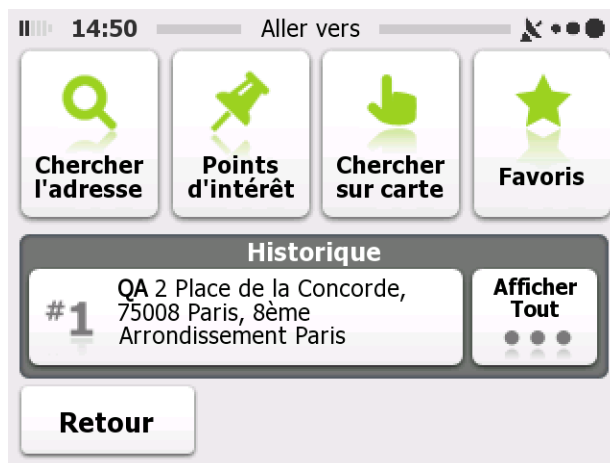 14:50 Aller vers
Chercher l'adresse
Points d'intérêt
Chercher sur carte
Favoris
Historique
#1
QA 2 Place de la Concorde,
75008 Paris, 8ème
Arrondissement Paris
Afficher
Tout
Retour